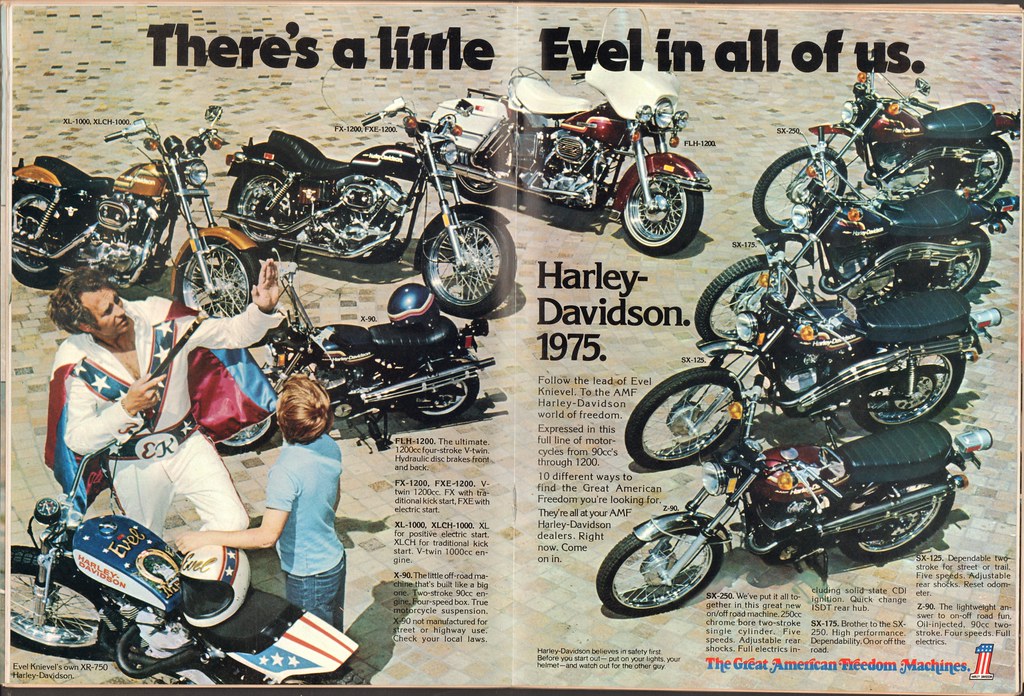 There's a little Evel in all of us.
XL-1000, XLCH-1000.
FX-1200, FXE-1200.
FLH-1200.
SX-250.
SX-175.
SX-125.
Z-90.
X-90.
Harley-
Davidson.
1975.
Follow the lead of Evel
Knievel. To the AMF
Harley-Davidson
world of freedom.
Expressed in this
full line of motor-
cycles from 90cc's
through 1200.
10 different ways to
find the Great American
Freedom you're looking for.
They're all at your AMF
Harley-Davidson
dealers. Right
now. Come
on in.
FLH-1200. The ultimate.
1200cc four-stroke V-twin.
Hydraulic disc brakes front
and back.
FX-1200, FXE-1200. V-
twin 1200cc. FX with tra-
ditional kick start, FXE with
electric start.
XL-1000, XLCH-1000. XL
for positive electric start.
XLCH for traditional kick
start. V-twin 1000cc en-
gine.
X-90. The little off-road ma-
chine that's built like a big
one. Two-stroke 90cc en-
gine. Four-speed box. True
motorcycle suspension.
X-90 not manufactured for
street or highway use.
Check your local laws.
SX-250. We've put it all to-
gether in this great new
on/off road machine. 250cc
chrome bore two-stroke
single cylinder. Five
speeds. Adjustable rear
shocks. Full electrics in-
cluding solid state CDI
ignition. Quick change
ISDT rear hub.
SX-175. Brother to the SX-
250. High performance.
Dependability. On or off the
road.
SX-125. Dependable two-
stroke for street or trail.
Five speeds. Adjustable
rear shocks. Reset odom-
eter.
Z-90. The lightweight an-
swer to on-off road fun.
Oil-injected. 90cc two-
stroke. Four speeds. Full
electrics.
Evel
HARLEY-
DAVIDSON
Evel
Evel Knievel's own XR-750
Harley-Davidson.
Harley-Davidson believes in safety first.
Before you start out— put on your lights, your
helmet—and watch out for the other guy
The Great American Freedom Machines.
HARLEY-DAVIDSON